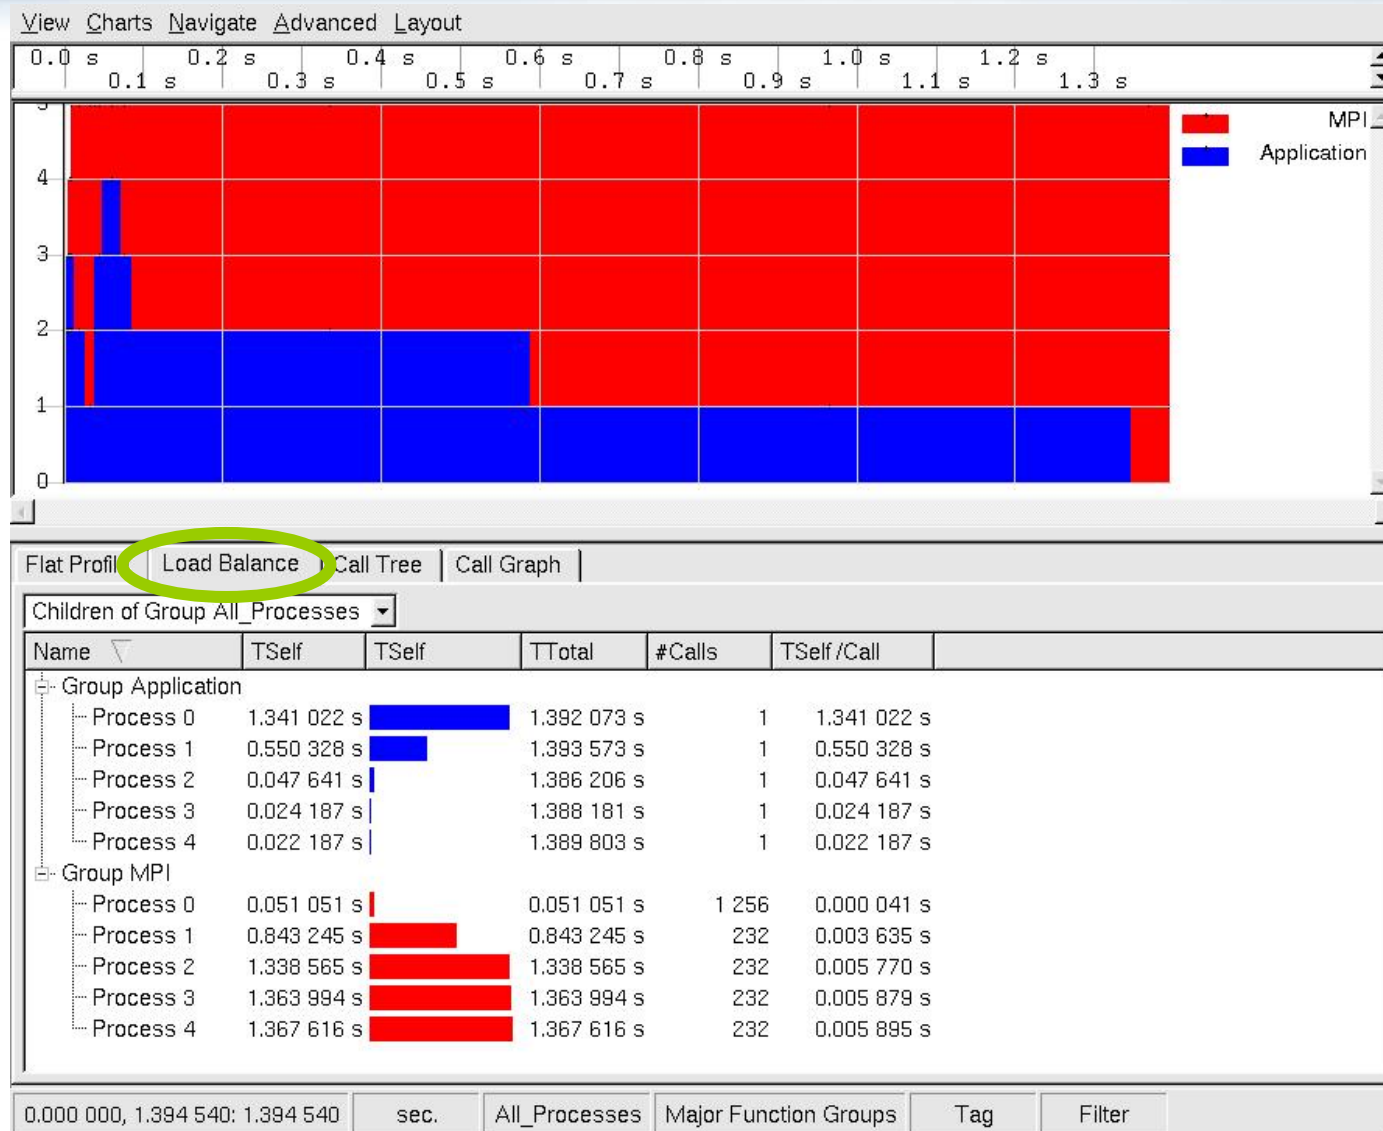 View Charts Navigate Advanced Layout
0.0 s 0.2 s 0.4 s 0.6 s 0.8 s 1.0 s 1.2 s
0.1 s 0.3 s 0.5 s 0.7 s 0.9 s 1.1 s 1.3 s
5
MPI
Application
4
3
2
1
0
Flat Profil Load Balance Call Tree Call Graph
Children of Group All_Processes
Name TSelf TSelf TTotal #Calls TSelf /Call
Group Application
Process 0 1.341 022 s 1.392 073 s 1 1.341 022 s
Process 1 0.550 328 s 1.393 573 s 1 0.550 328 s
Process 2 0.047 641 s 1.386 206 s 1 0.047 641 s
Process 3 0.024 187 s 1.388 181 s 1 0.024 187 s
Process 4 0.022 187 s 1.389 803 s 1 0.022 187 s
Group MPI
Process 0 0.051 051 s 0.051 051 s 1 256 0.000 041 s
Process 1 0.843 245 s 0.843 245 s 232 0.003 635 s
Process 2 1.338 565 s 1.338 565 s 232 0.005 770 s
Process 3 1.363 994 s 1.363 994 s 232 0.005 879 s
Process 4 1.367 616 s 1.367 616 s 232 0.005 895 s
0.000 000, 1.394 540: 1.394 540 sec. All_Processes Major Function Groups Tag Filter